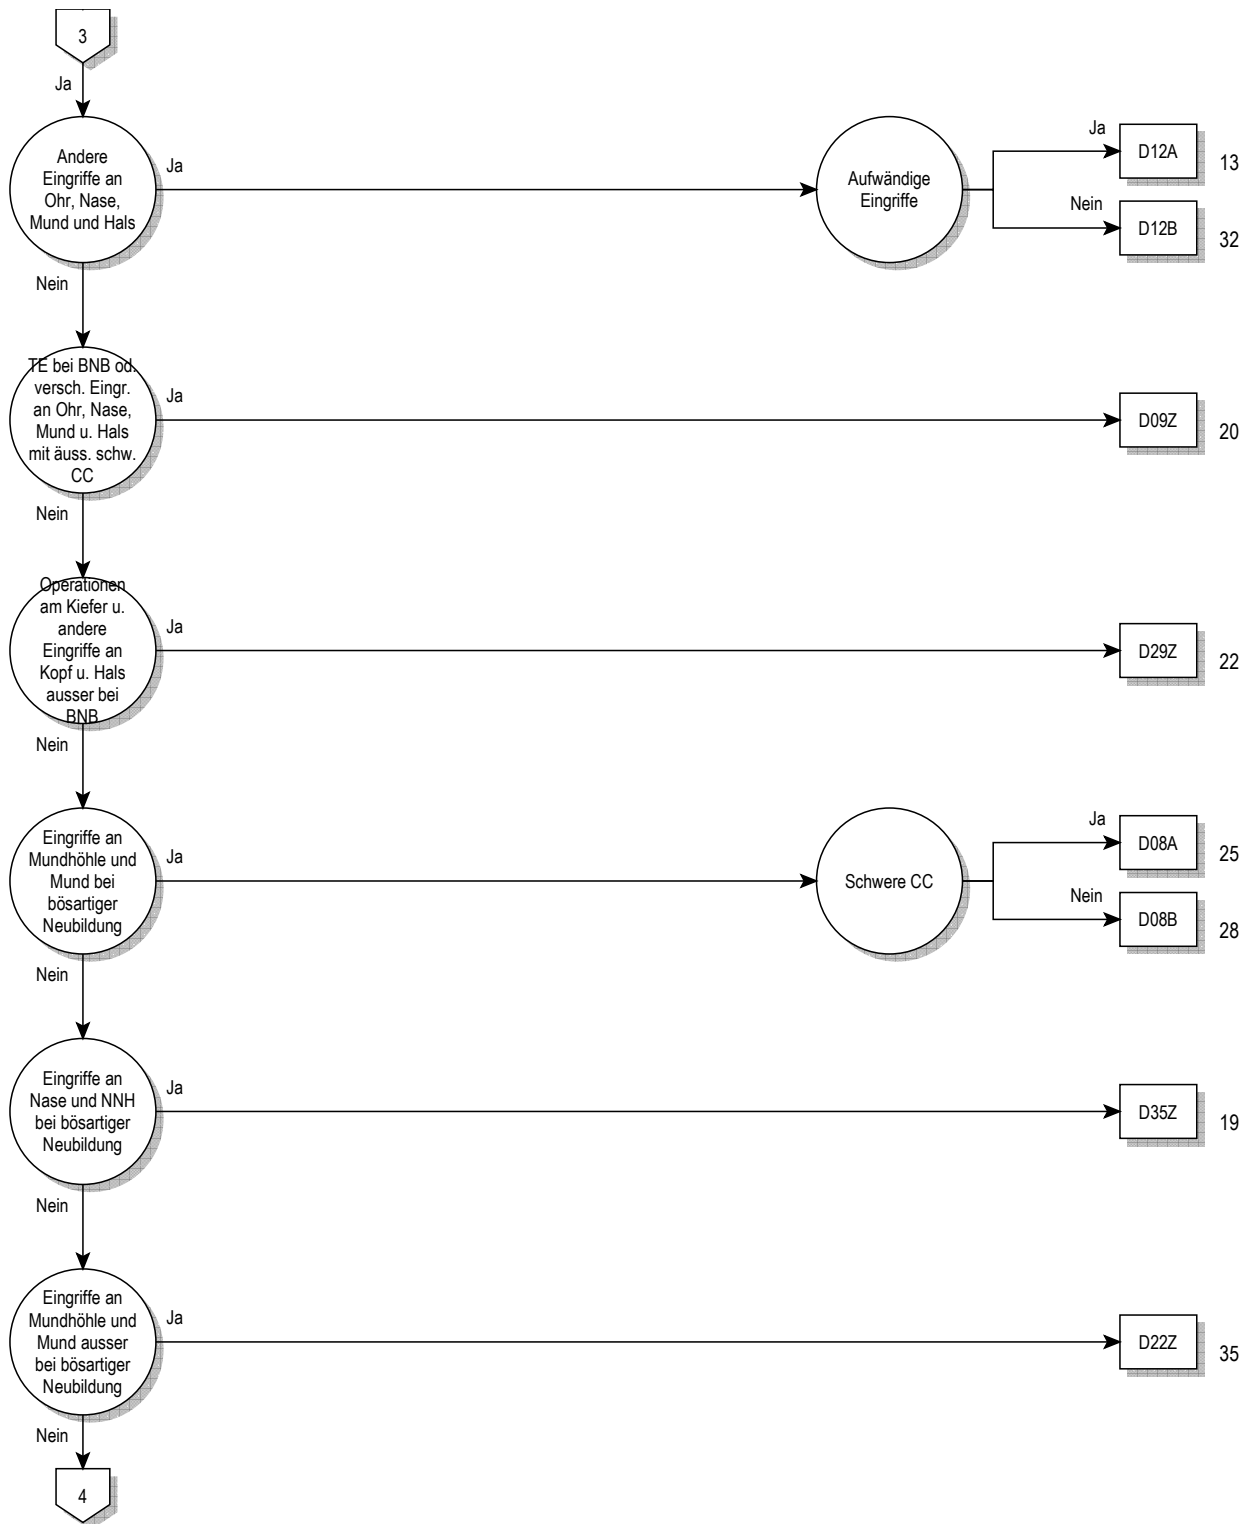 3
Ja
Andere
Eingriffe an
Ohr, Nase,
Mund und Hals
Ja
Aufwändige
Eingriffe
Ja
D12A
13
Nein
D12B
32
Nein
TE bei BNB od.
versch. Eingr.
an Ohr, Nase,
Mund u. Hals
mit äuss. schw.
CC
Ja
D09Z
20
Nein
Operationen
am Kiefer u.
andere
Eingriffe an
Kopf u. Hals
ausser bei
BNB
Ja
D29Z
22
Nein
Eingriffe an
Mundhöhle und
Mund bei
bösartiger
Neubildung
Ja
Schwere CC
Ja
D08A
25
Nein
D08B
28
Nein
Eingriffe an
Nase und NNH
bei bösartiger
Neubildung
Ja
D35Z
19
Nein
Eingriffe an
Mundhöhle und
Mund ausser
bei bösartiger
Neubildung
Ja
D22Z
35
Nein
4